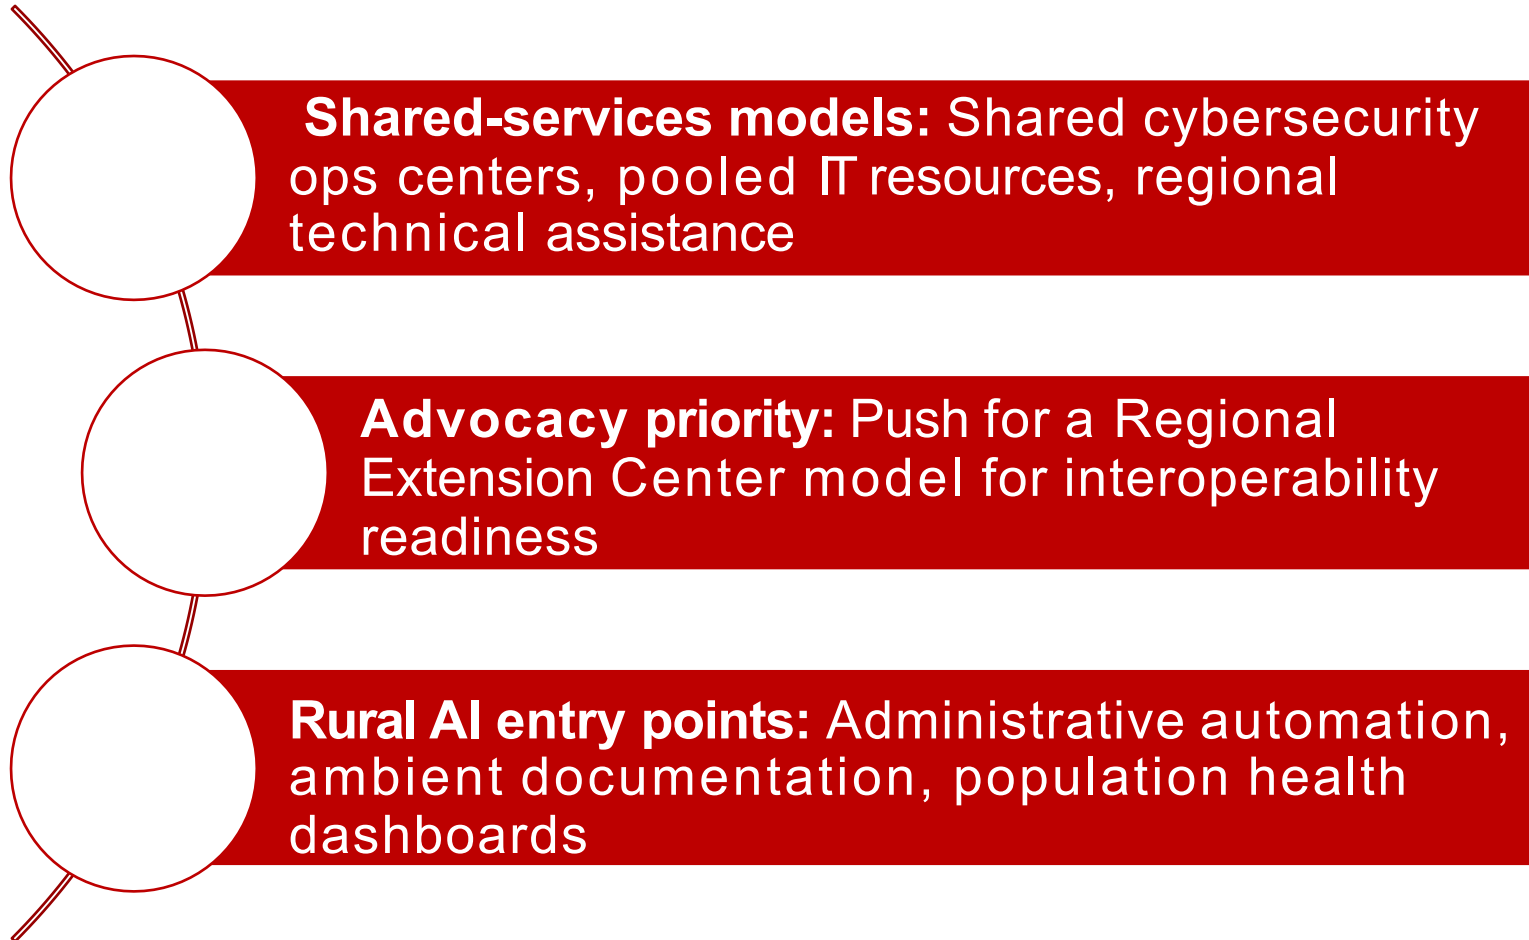 Shared-services models: Shared cybersecurity
ops centers, pooled IT resources, regional
technical assistance
Advocacy priority: Push for a Regional
Extension Center model for interoperability
readiness
Rural AI entry points: Administrative automation,
ambient documentation, population health
dashboards